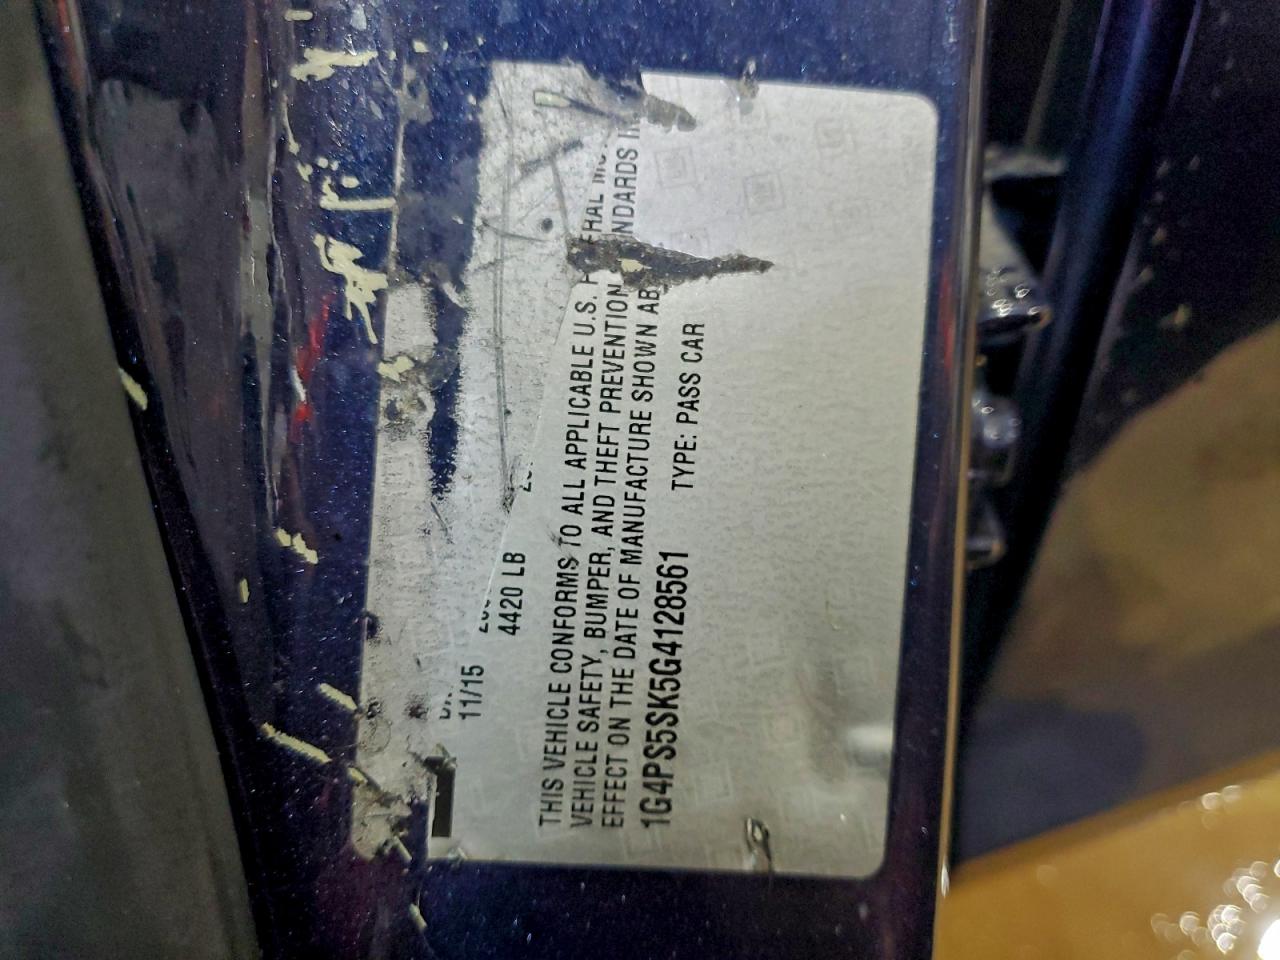 11/15
4420 LB
THIS VEHICLE CONFORMS TO ALL APPLICABLE U.S.
VEHICLE SAFETY, BUMPER, AND THEFT PREVENTION
EFFECT ON THE DATE OF MANUFACTURE SHOWN
1G4PS5SK5G4128561 TYPE: PASS CAR